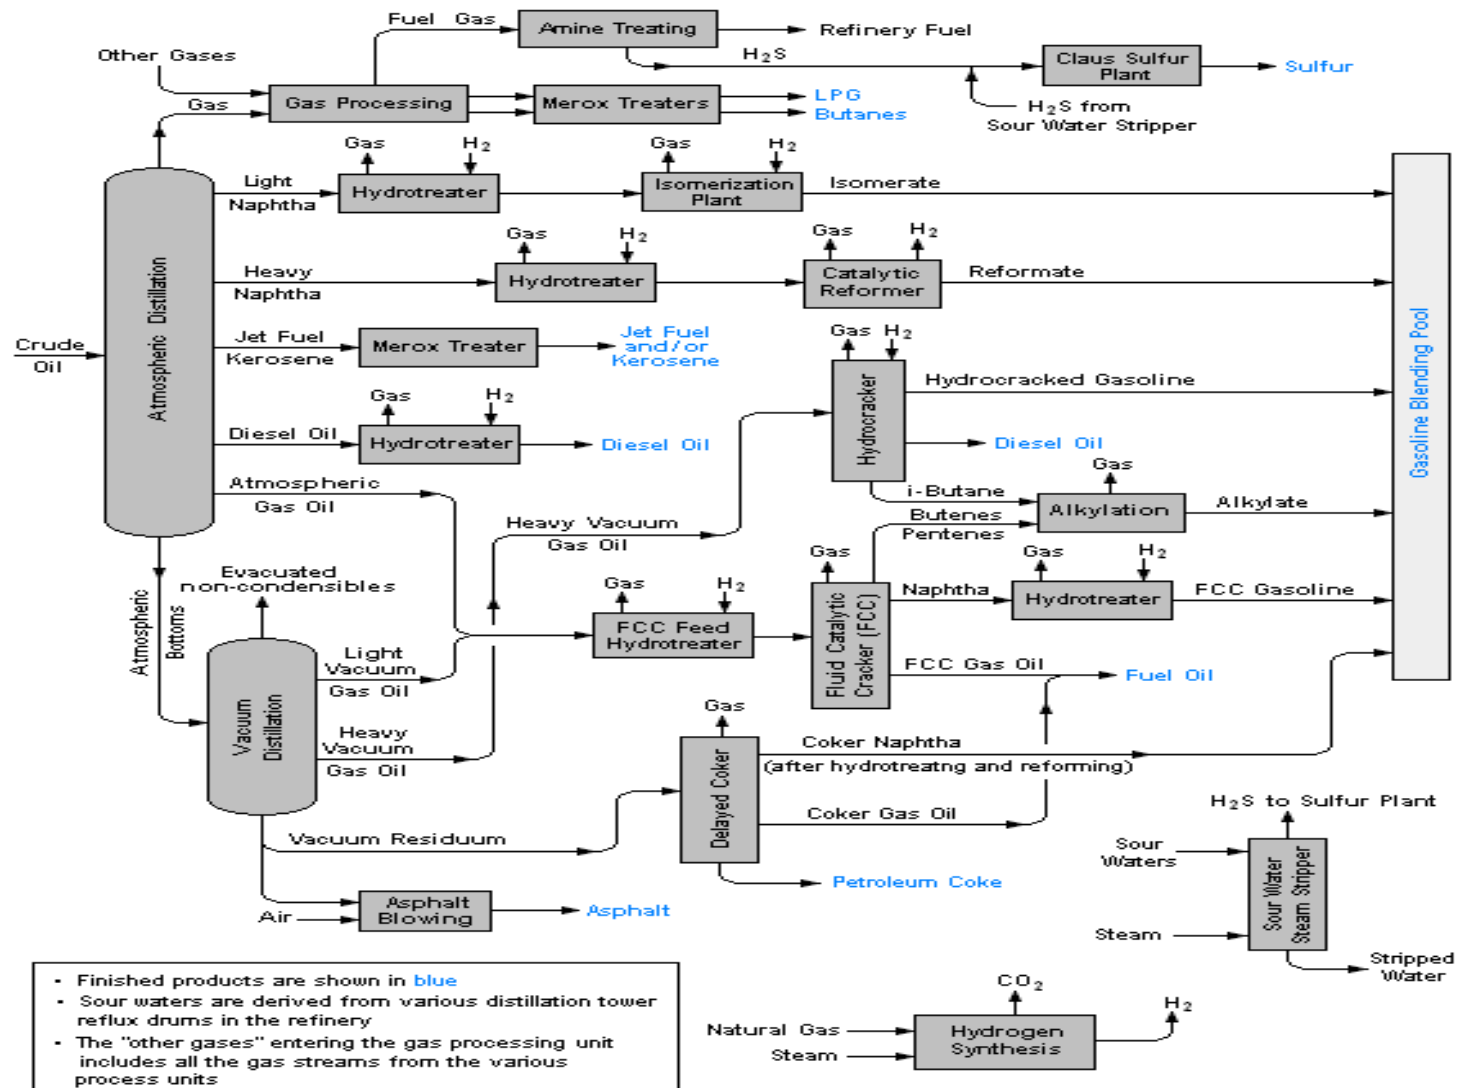 Fuel Gas
Amine Treating
Refinery Fuel
Other Gases
H2S
Claus Sulfur
Plant
Sulfur
Gas
Gas Processing
Merox Treaters
LPG
Butanes
H2S from
Sour Water Stripper
Gas
H2
Gas
H2
Light
Naphtha
Hydrotreater
Isomerization
Plant
Isomerate
Gas
H2
Gas
H2
Heavy
Naphtha
Hydrotreater
Catalytic
Reformer
Reformate
Crude
Oil
Atmospheric Distillation
Jet Fuel
Kerosene
Merox Treater
Jet Fuel
and/or
Kerosene
Gas
H2
Hydrocracker
Hydrocracked Gasoline
Gasoline Blending Pool
Gas
H2
Diesel Oil
Hydrotreater
Diesel Oil
Diesel Oil
Atmospheric
Gas Oil
i-Butane
Butenes
Pentenes
Gas
Alkylation
Alkylate
Heavy Vacuum
Gas Oil
Evacuated
non-condensibles
Atmospheric
Bottoms
Gas
H2
FCC Feed
Hydrotreater
Gas
Fluid Catalytic
Cracker (FCC)
Naphtha
Gas
H2
Hydrotreater
FCC Gasoline
Light
Vacuum
Gas Oil
FCC Gas Oil
Fuel Oil
Vacuum
Distillation
Heavy
Vacuum
Gas Oil
Gas
Delayed Coker
Coker Naphtha
(after hydrotreatng and reforming)
Coker Gas Oil
Vacuum Residuum
Petroleum Coke
Air
Asphalt
Blowing
Asphalt
H2S to Sulfur Plant
Sour
Waters
Sour Water
Steam Stripper
Steam
Stripped
Water
CO2
H2
Natural Gas
Steam
Hydrogen
Synthesis
• Finished products are shown in blue
• Sour waters are derived from various distillation tower
reflux drums in the refinery
• The "other gases" entering the gas processing unit
includes all the gas streams from the various
process units